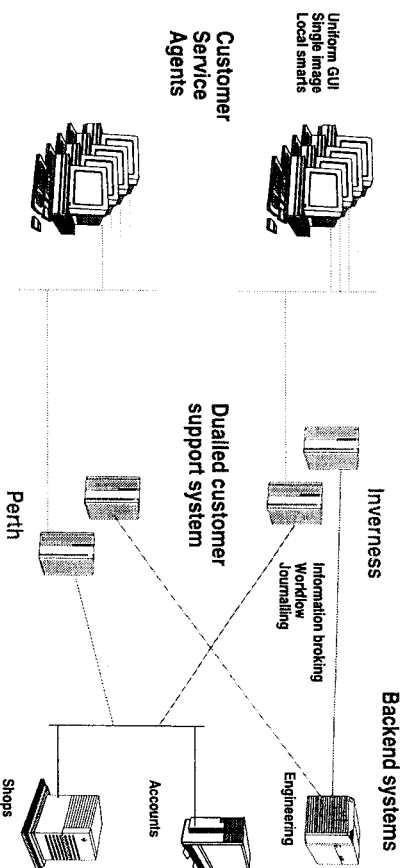 Uniform GUI
Single image
Local smarts
Customer
Service
Agents
Inverness
Dualled customer
support system
Perth
Information broking
Workflow
Journalling
Backend systems
Engineering
Accounts
Shops